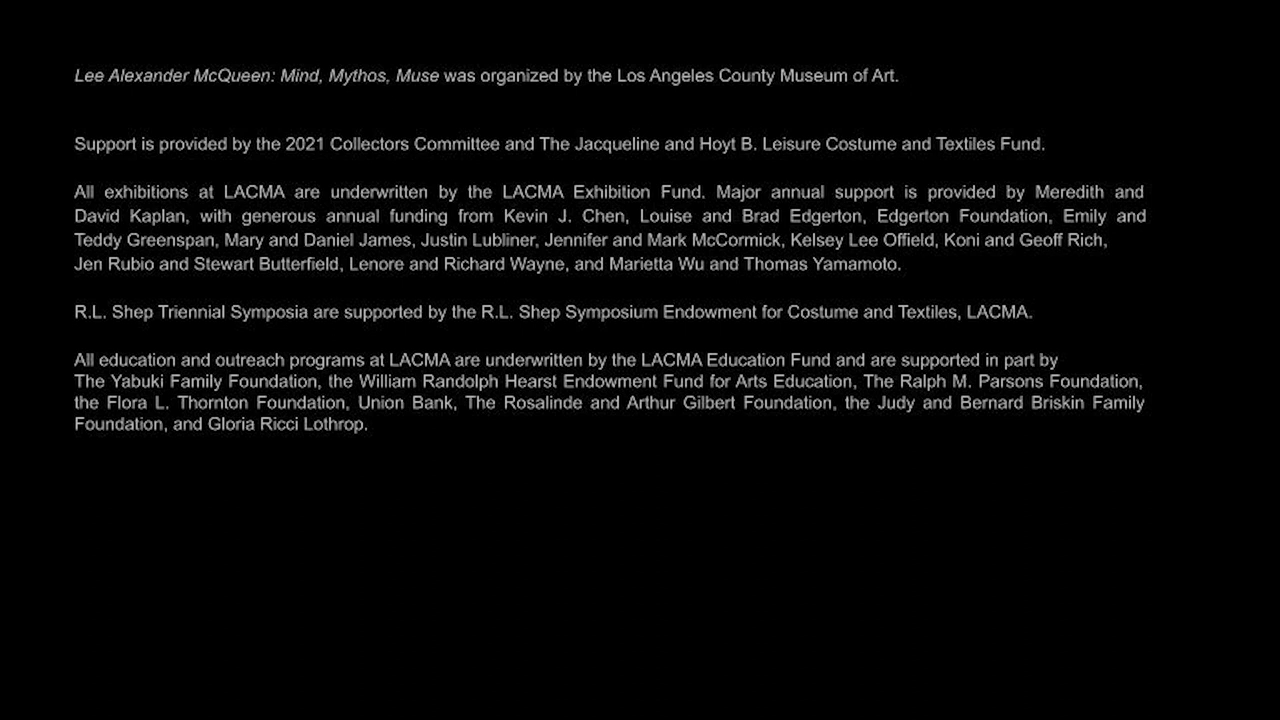 Lee Alexander McQueen: Mind, Mythos, Muse was organized by the Los Angeles County Museum of Art.
Support is provided by the 2021 Collectors Committee and The Jacqueline and Hoyt B. Leisure Costume and Textiles Fund.
All exhibitions at LACMA are underwritten by the LACMA Exhibition Fund. Major annual support is provided by Meredith and
David Kaplan, with generous annual funding from Kevin J. Chen, Louise and Brad Edgerton, Edgerton Foundation, Emily and
Teddy Greenspan, Mary and Daniel James, Justin Lubliner, Jennifer and Mark McCormick, Kelsey Lee Offield, Koni and Geoff Rich,
Jen Rubio and Stewart Butterfield, Lenore and Richard Wayne, and Marietta Wu and Thomas Yamamoto.
R.L. Shep Triennial Symposia are supported by the R.L. Shep Symposium Endowment for Costume and Textiles, LACMA.
All education and outreach programs at LACMA are underwritten by the LACMA Education Fund and are supported in part by
The Yabuki Family Foundation, the William Randolph Hearst Endowment Fund for Arts Education, The Ralph M. Parsons Foundation,
the Flora L. Thornton Foundation, Union Bank, The Rosalinde and Arthur Gilbert Foundation, the Judy and Bernard Briskin Family
Foundation, and Gloria Ricci Lothrop.